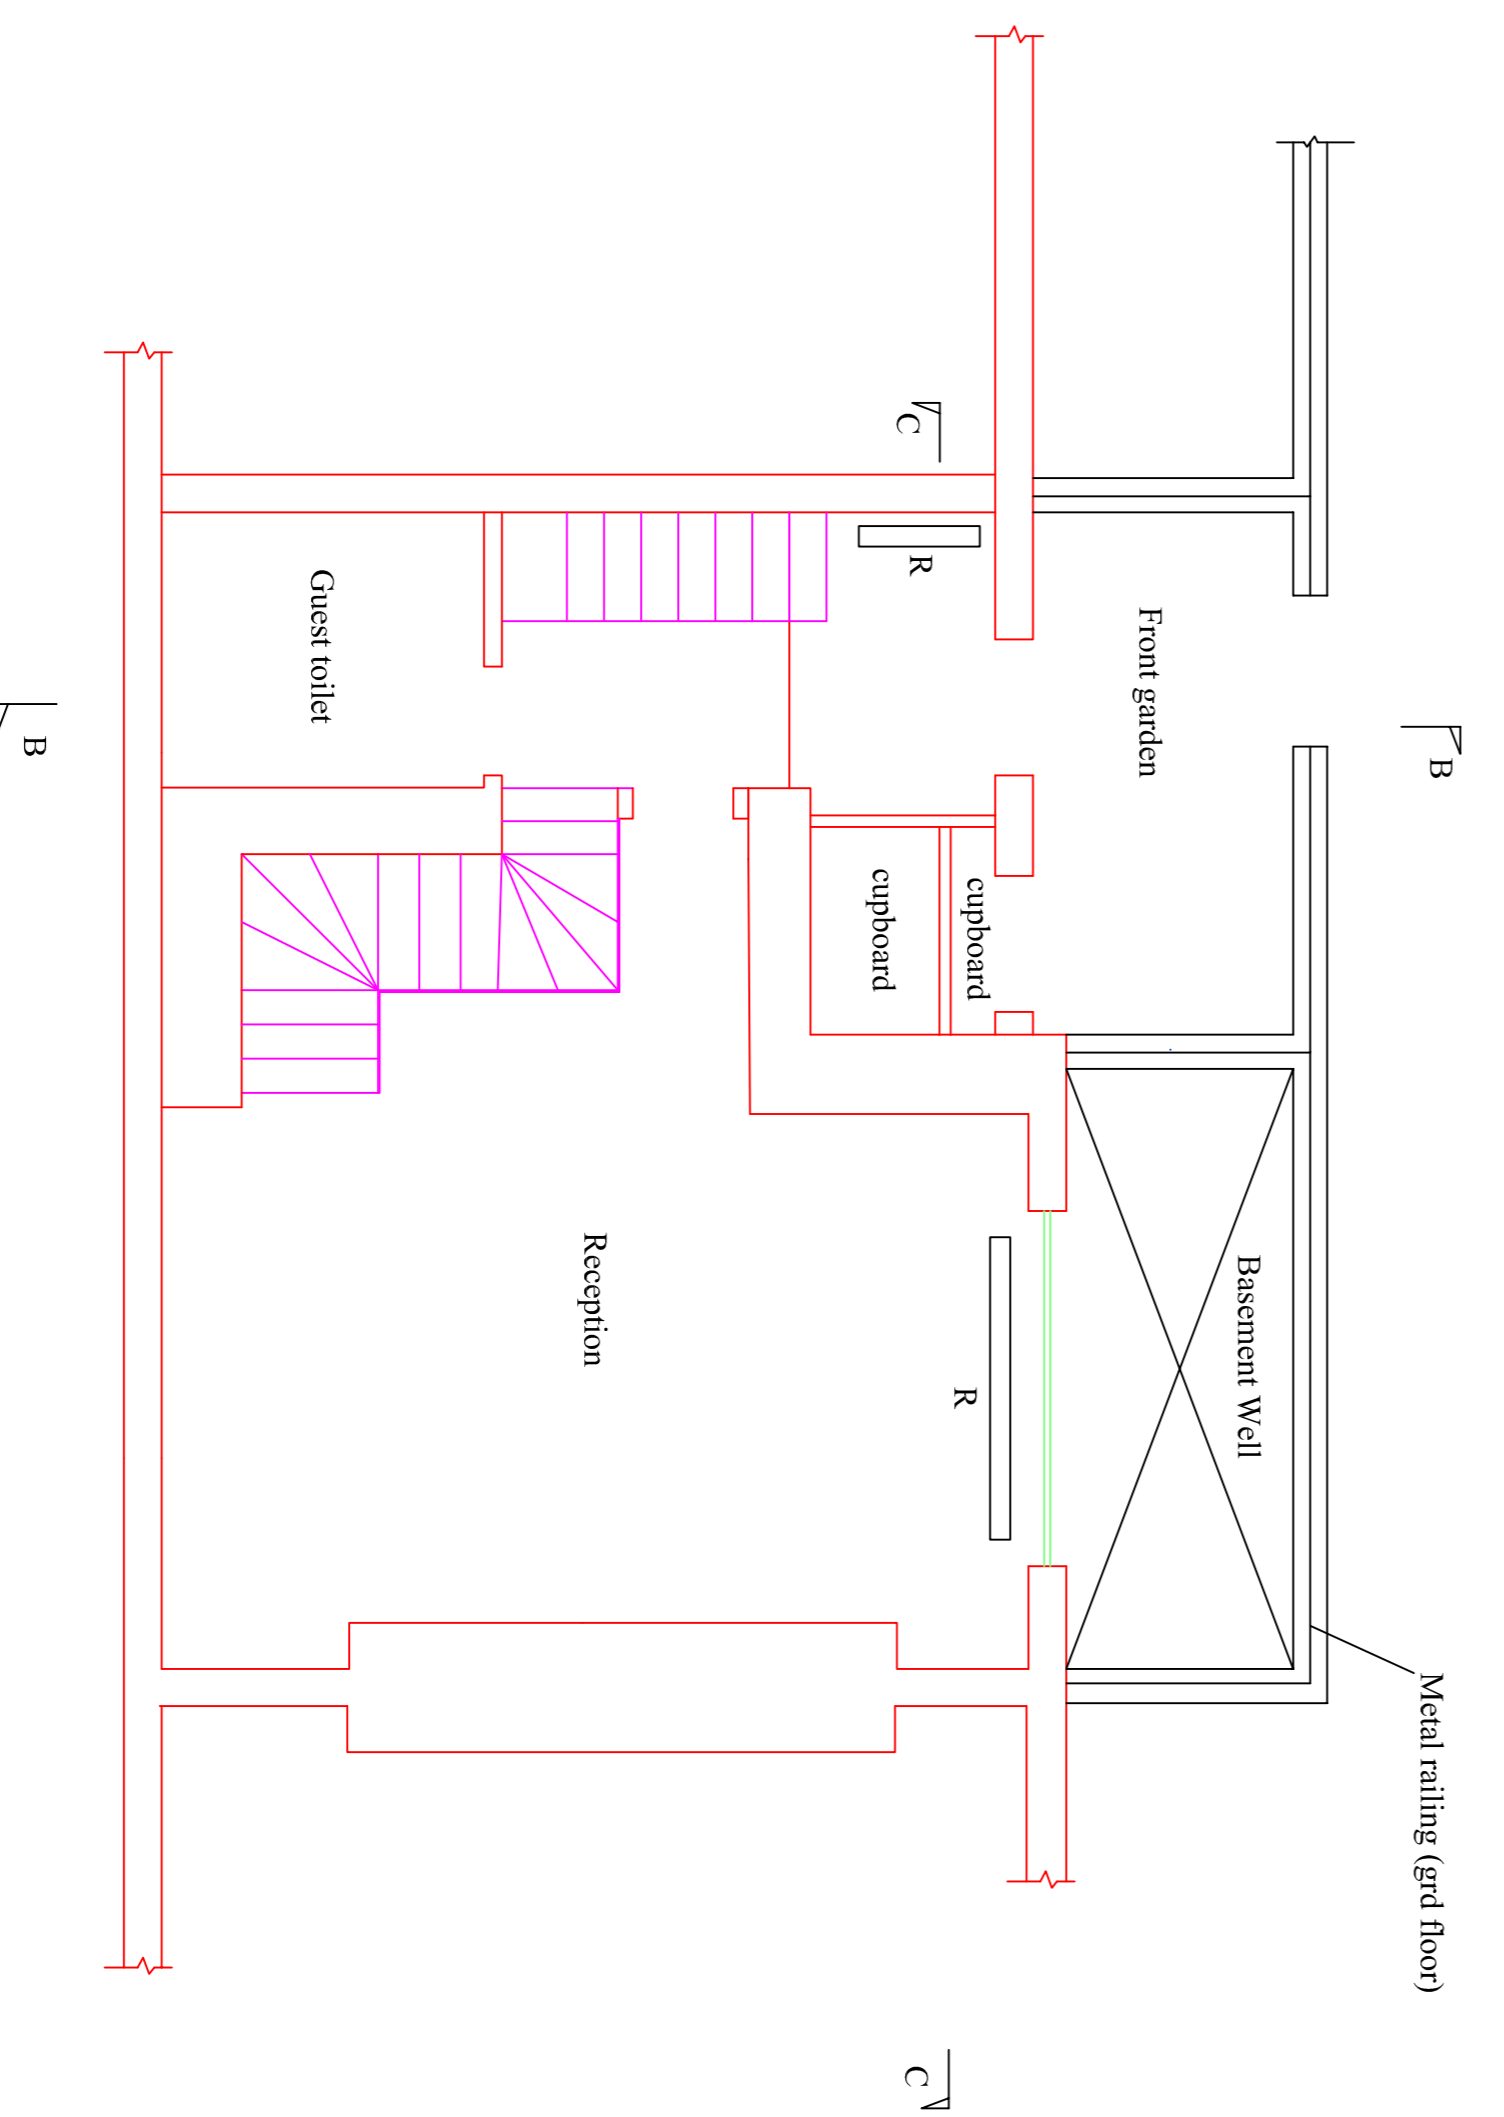 Metal railing (grd floor)
B
Basement Well
Front garden
cupboard
cupboard
R
R
C
C
Reception
Guest toilet
B